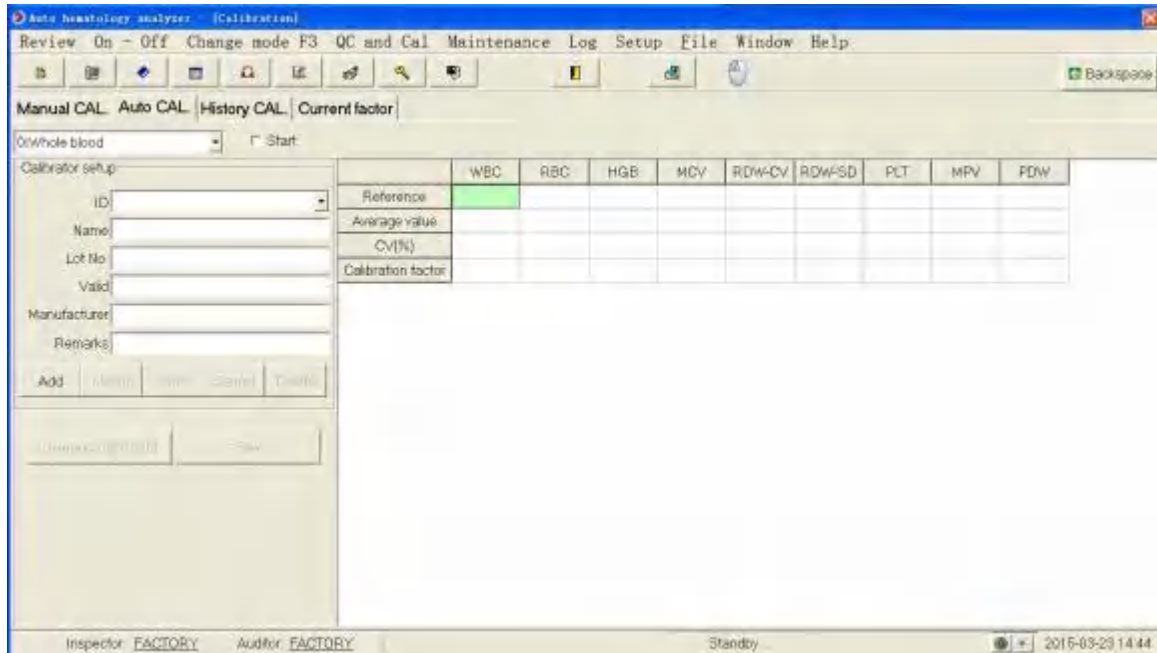 Auto hematology analyzer - [Calibration]
Review On - Off Change mode F3 QC and Cal Maintenance Log Setup File Window Help
Backspace
Manual CAL. Auto CAL. History CAL. Current factor
0:Whole blood Start
Calibrator setup
WBC RBC HGB MCV RDW-CV RDW-SD PLT MPV PDW
ID Reference
Name Average value
Lot No. CV(%)
Valid Calibration factor
Manufacturer
Remarks
Add Cancel Delete
Inspector FACTORY Auditor FACTORY Standby 2015-03-23 14:44